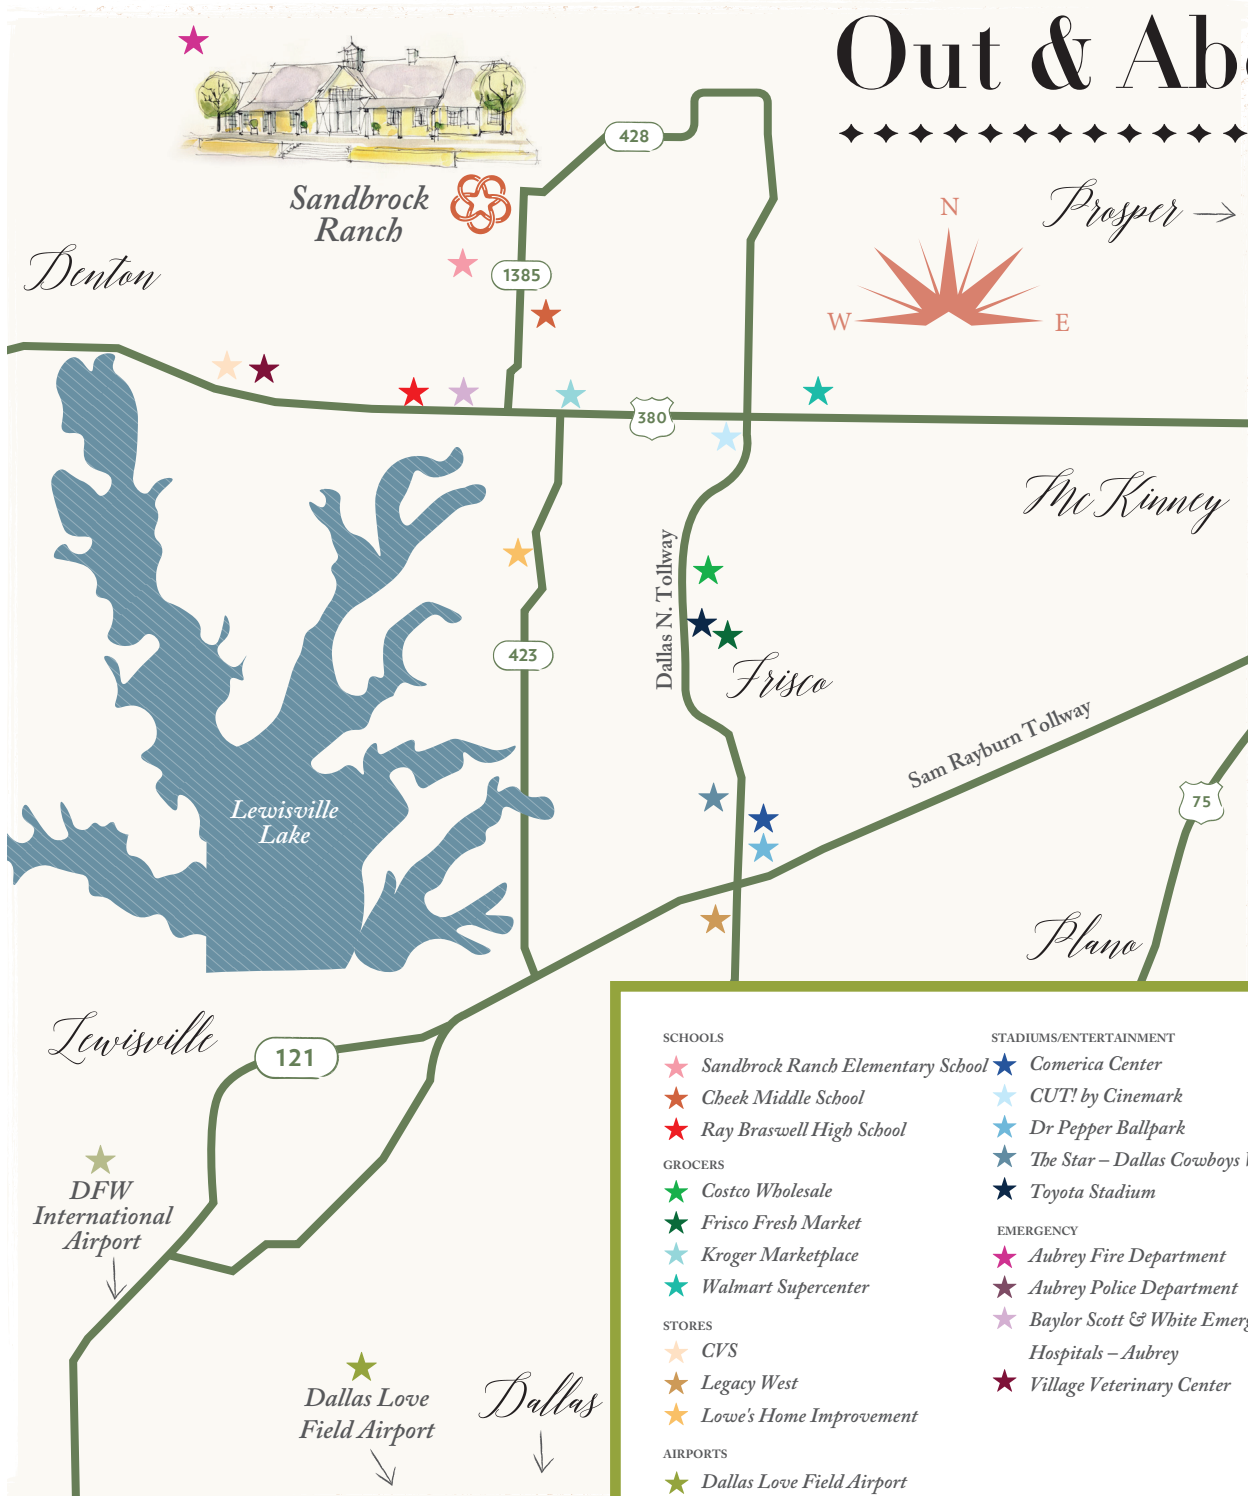 Out & Ab
428
Sandbrock
Ranch
Prosper
N
W
E
Denton
1385
380
McKinney
Dallas N. Tollway
423
Frisco
Sam Rayburn Tollway
75
Lewisville
Lake
Plano
Lewisville
121
DFW
International
Airport
Dallas Love
Field Airport
Dallas
SCHOOLS
Sandbrock Ranch Elementary School
Cheek Middle School
Ray Braswell High School
GROCERS
Costco Wholesale
Frisco Fresh Market
Kroger Marketplace
Walmart Supercenter
STORES
CVS
Legacy West
Lowe's Home Improvement
AIRPORTS
Dallas Love Field Airport
STADIUMS/ENTERTAINMENT
Comerica Center
CUT! by Cinemark
Dr Pepper Ballpark
The Star – Dallas Cowboys
Toyota Stadium
EMERGENCY
Aubrey Fire Department
Aubrey Police Department
Baylor Scott & White Emerg
Hospitals – Aubrey
Village Veterinary Center